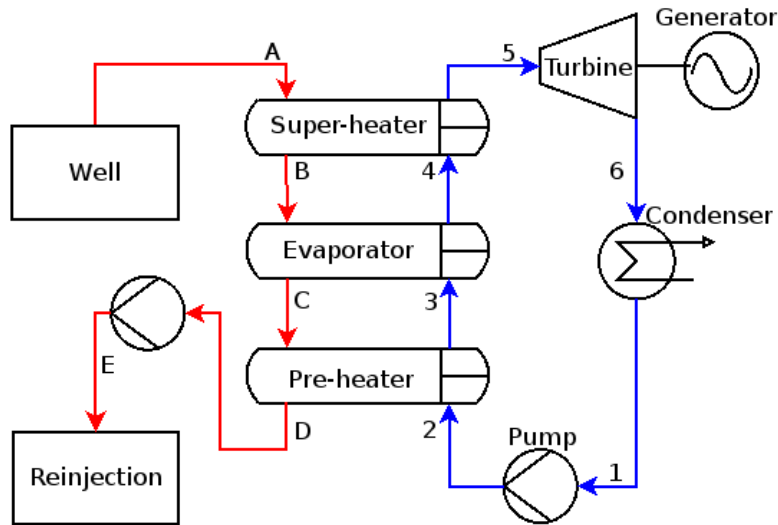 Generator
A
5
Turbine
Super-heater
Well
B
4
6
Condenser
Evaporator
C
3
E
Pre-heater
D
2
Pump
1
Reinjection